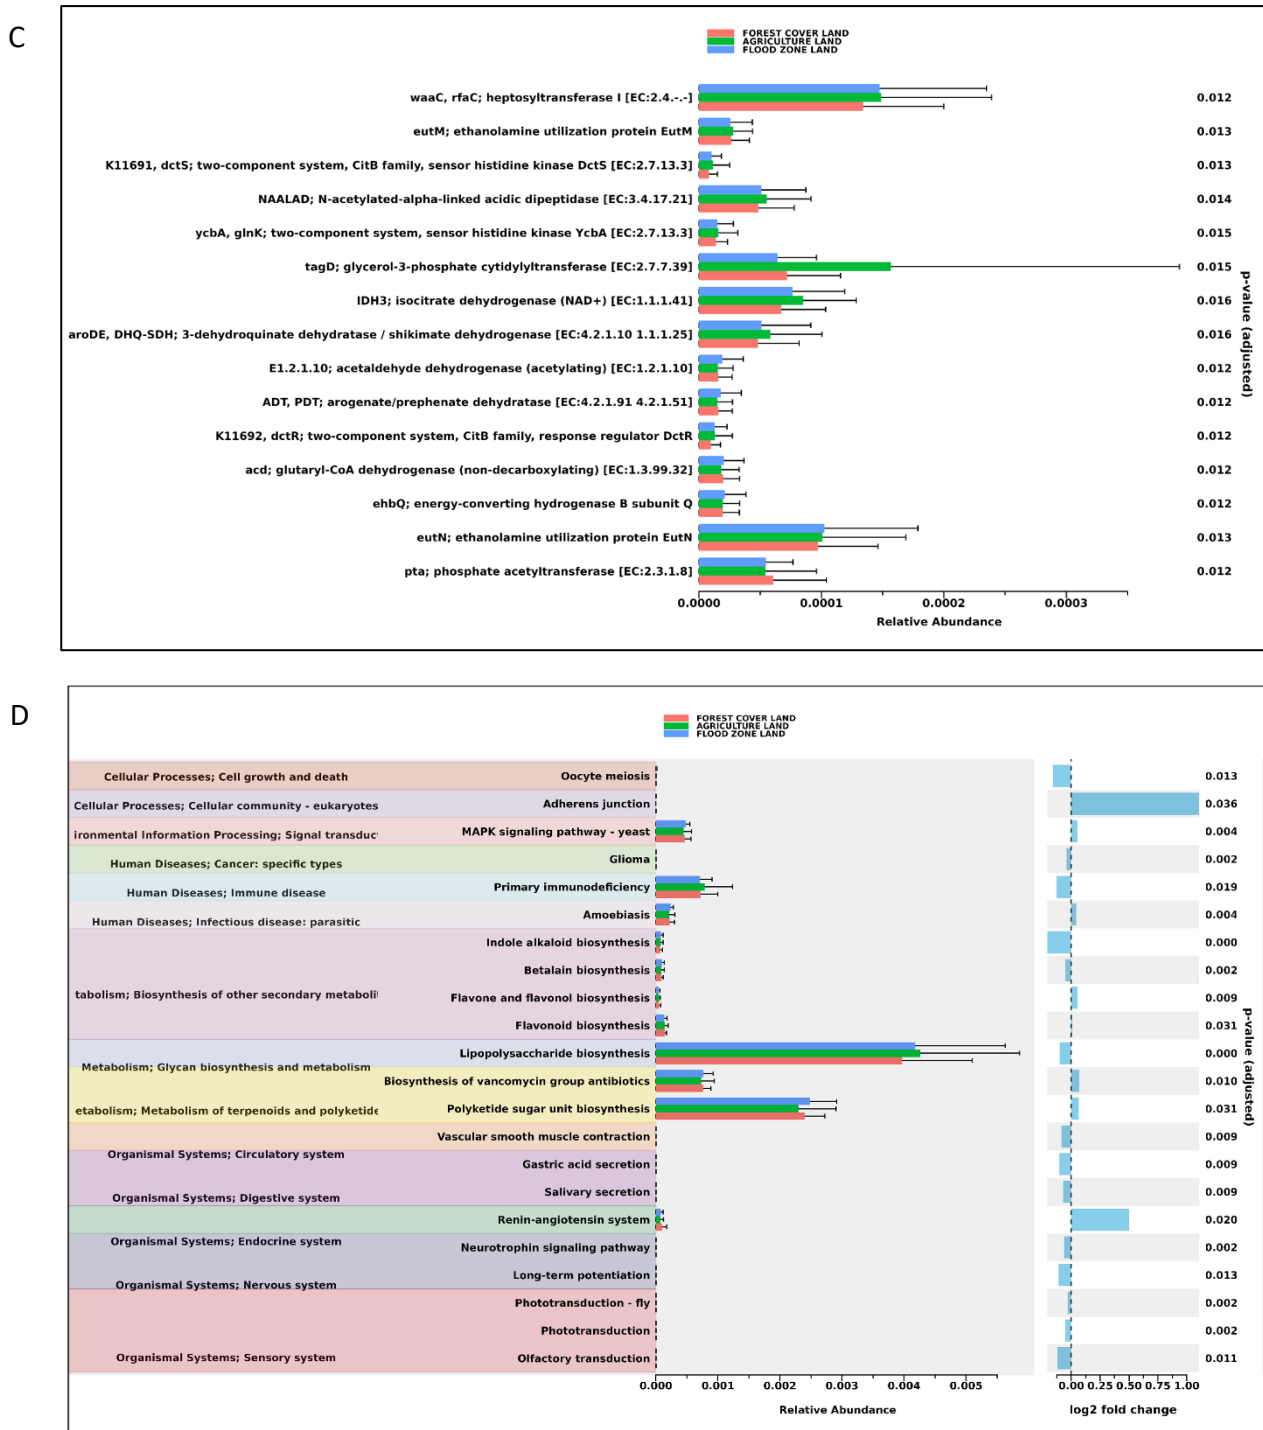 C
FOREST COVER LAND
AGRICULTURE LAND
FLOOD ZONE LAND
waaC, rfaC; heptosyltransferase I [EC:2.4.-.-] 0.012
eutM; ethanolamine utilization protein EutM 0.013
K11691, dctS; two-component system, CitB family, sensor histidine kinase DctS [EC:2.7.13.3] 0.013
NAALAD; N-acetylated-alpha-linked acidic dipeptidase [EC:3.4.17.21] 0.014
ycbA, glnK; two-component system, sensor histidine kinase YcbA [EC:2.7.13.3] 0.015
tagD; glycerol-3-phosphate cytidylyltransferase [EC:2.7.7.39] 0.015
IDH3; isocitrate dehydrogenase (NAD+) [EC:1.1.1.41] 0.016
aroDE, DHQ-SDH; 3-dehydroquinate dehydratase / shikimate dehydrogenase [EC:4.2.1.10 1.1.1.25] 0.016
E1.2.1.10; acetaldehyde dehydrogenase (acetylating) [EC:1.2.1.10] 0.012
ADT, PDT; arogenate/prephenate dehydratase [EC:4.2.1.91 4.2.1.51] 0.012
K11692, dctR; two-component system, CitB family, response regulator DctR 0.012
acd; glutaryl-CoA dehydrogenase (non-decarboxylating) [EC:1.3.99.32] 0.012
ehbQ; energy-converting hydrogenase B subunit Q 0.012
eutN; ethanolamine utilization protein EutN 0.013
pta; phosphate acetyltransferase [EC:2.3.1.8] 0.012
p-value (adjusted)
0.0000 0.0001 0.0002 0.0003
Relative Abundance
D
FOREST COVER LAND
AGRICULTURE LAND
FLOOD ZONE LAND
Cellular Processes; Cell growth and death Oocyte meiosis 0.013
Cellular Processes; Cellular community - eukaryotes Adherens junction 0.036
ironmental Information Processing; Signal transduc MAPK signaling pathway - yeast 0.004
Human Diseases; Cancer: specific types Glioma 0.002
Human Diseases; Immune disease Primary immunodeficiency 0.019
Human Diseases; Infectious disease: parasitic Amoebiasis 0.004
Indole alkaloid biosynthesis 0.000
Betalain biosynthesis 0.002
tabolism; Biosynthesis of other secondary metaboli Flavone and flavonol biosynthesis 0.009
Flavonoid biosynthesis 0.031
Lipopolysaccharide biosynthesis 0.000
Metabolism; Glycan biosynthesis and metabolism
Biosynthesis of vancomycin group antibiotics 0.010
etabolism; Metabolism of terpenoids and polyketide Polyketide sugar unit biosynthesis 0.031
Vascular smooth muscle contraction 0.009
Organismal Systems; Circulatory system
Gastric acid secretion 0.009
Organismal Systems; Digestive system Salivary secretion 0.009
Renin-angiotensin system 0.020
Organismal Systems; Endocrine system
Neurotrophin signaling pathway 0.002
Long-term potentiation 0.013
Organismal Systems; Nervous system
Phototransduction - fly 0.002
Phototransduction 0.002
Organismal Systems; Sensory system Olfactory transduction 0.011
p-value (adjusted)
0.000 0.001 0.002 0.003 0.004 0.005 0.00 0.25 0.50 0.75 1.00
Relative Abundance log2 fold change